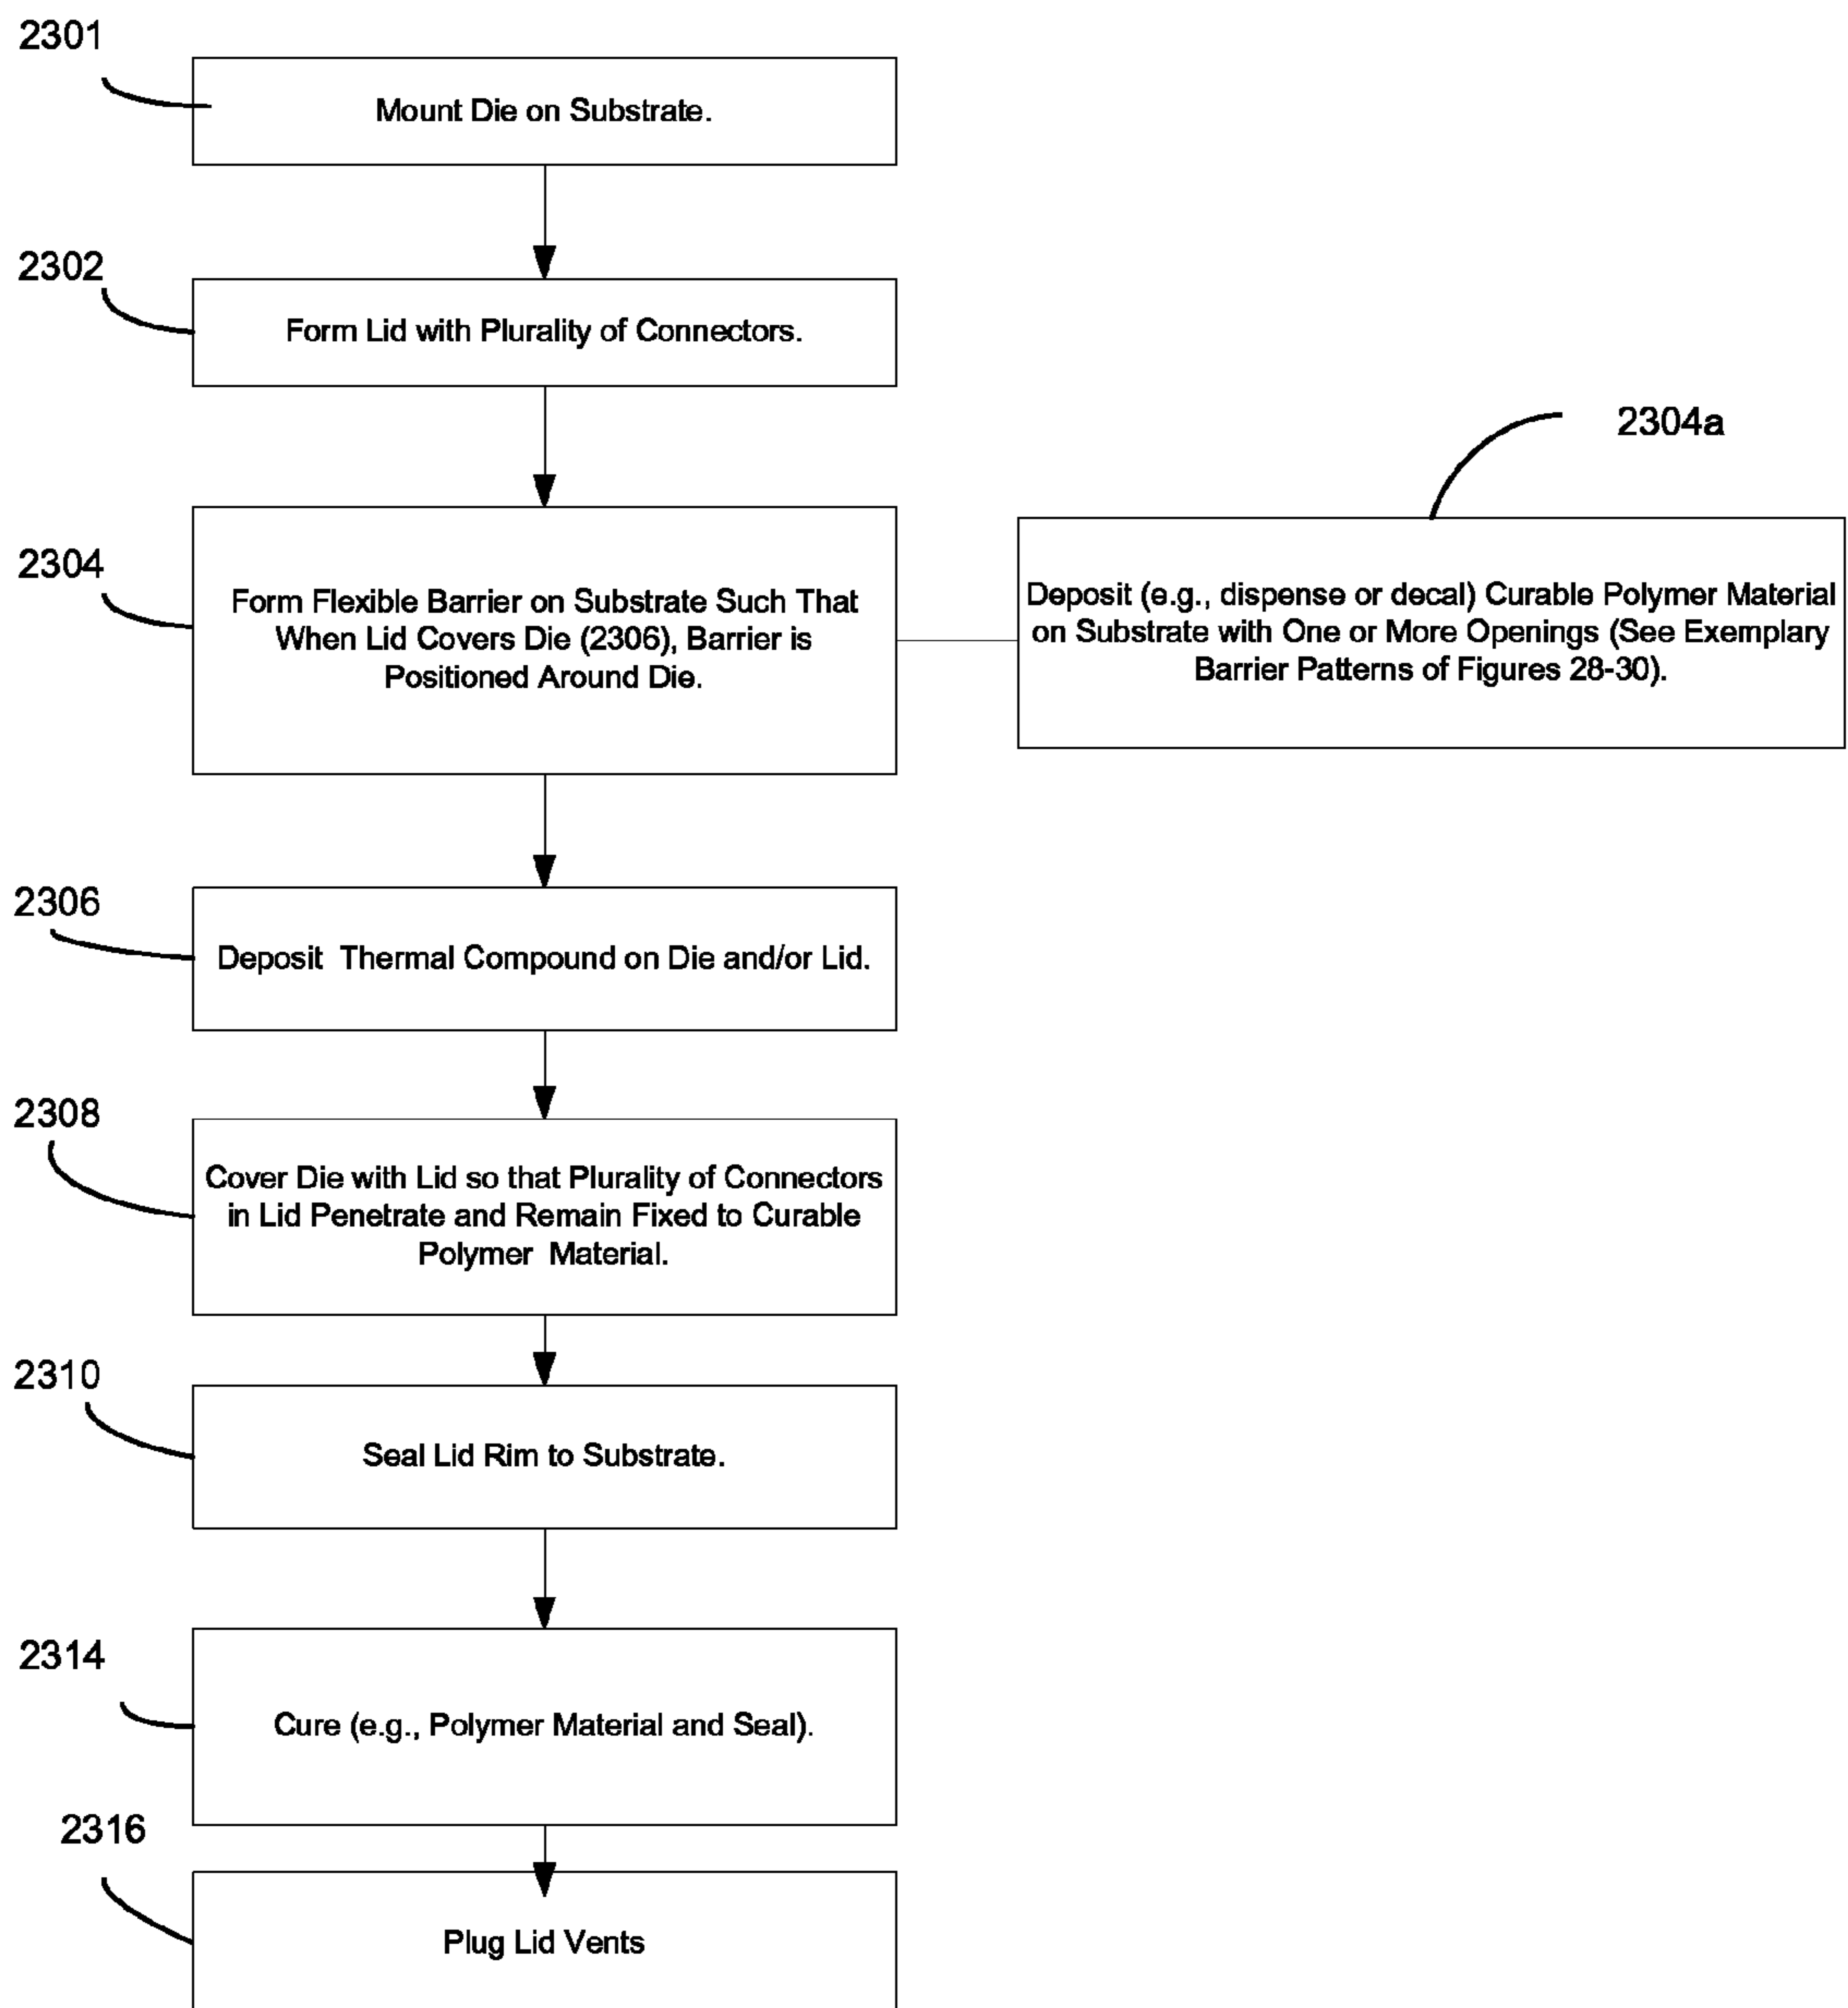 2301
Mount Die on Substrate.
2302
Form Lid with Plurality of Connectors.
2304
Form Flexible Barrier on Substrate Such That
When Lid Covers Die (2306), Barrier is
Positioned Around Die.
2304a
Deposit (e.g., dispense or decal) Curable Polymer Material
on Substrate with One or More Openings (See Exemplary
Barrier Patterns of Figures 28-30).
2306
Deposit Thermal Compound on Die and/or Lid.
2308
Cover Die with Lid so that Plurality of Connectors
in Lid Penetrate and Remain Fixed to Curable
Polymer Material.
2310
Seal Lid Rim to Substrate.
2314
Cure (e.g., Polymer Material and Seal).
2316
Plug Lid Vents